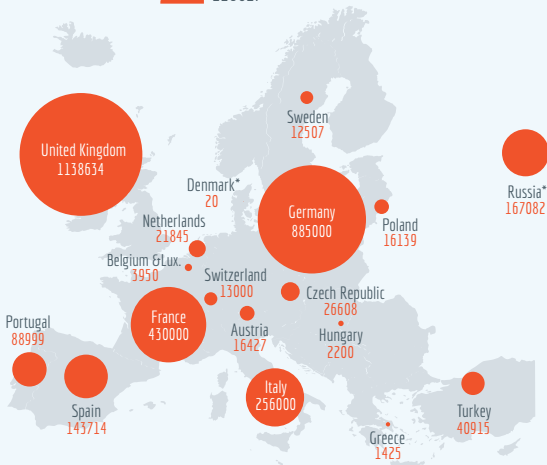 Sweden
12507
United Kingdom
1138634
Denmark*
20
Germany
885000
Russia*
167082
Netherlands
21845
Poland
16139
Belgium &Lux.
3950
Switzerland
13000
Czech Republic
26608
France
430000
Austria
16427
Hungary
2200
Portugal
88999
Spain
143714
Italy
256000
Turkey
40915
Greece
1425